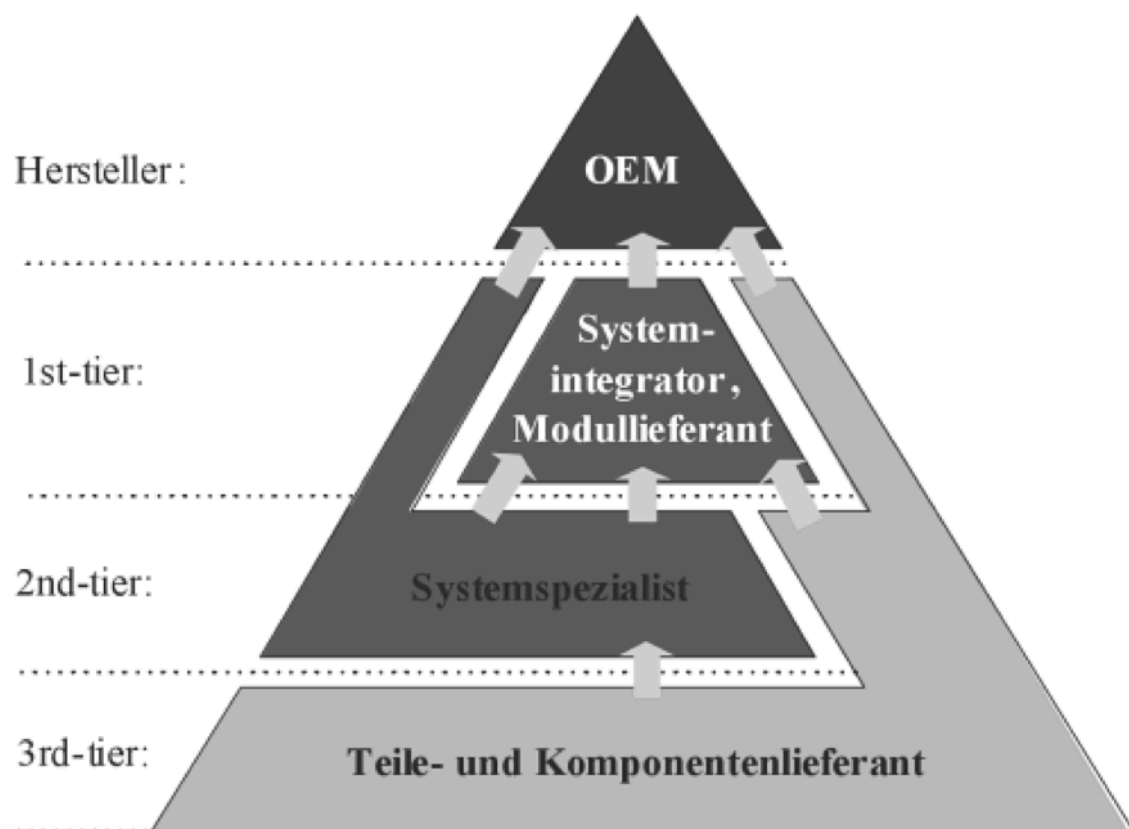 Hersteller:
OEM
1st-tier:
System-
integrator,
Modullieferant
2nd-tier:
Systemspezialist
3rd-tier:
Teile- und Komponentenlieferant